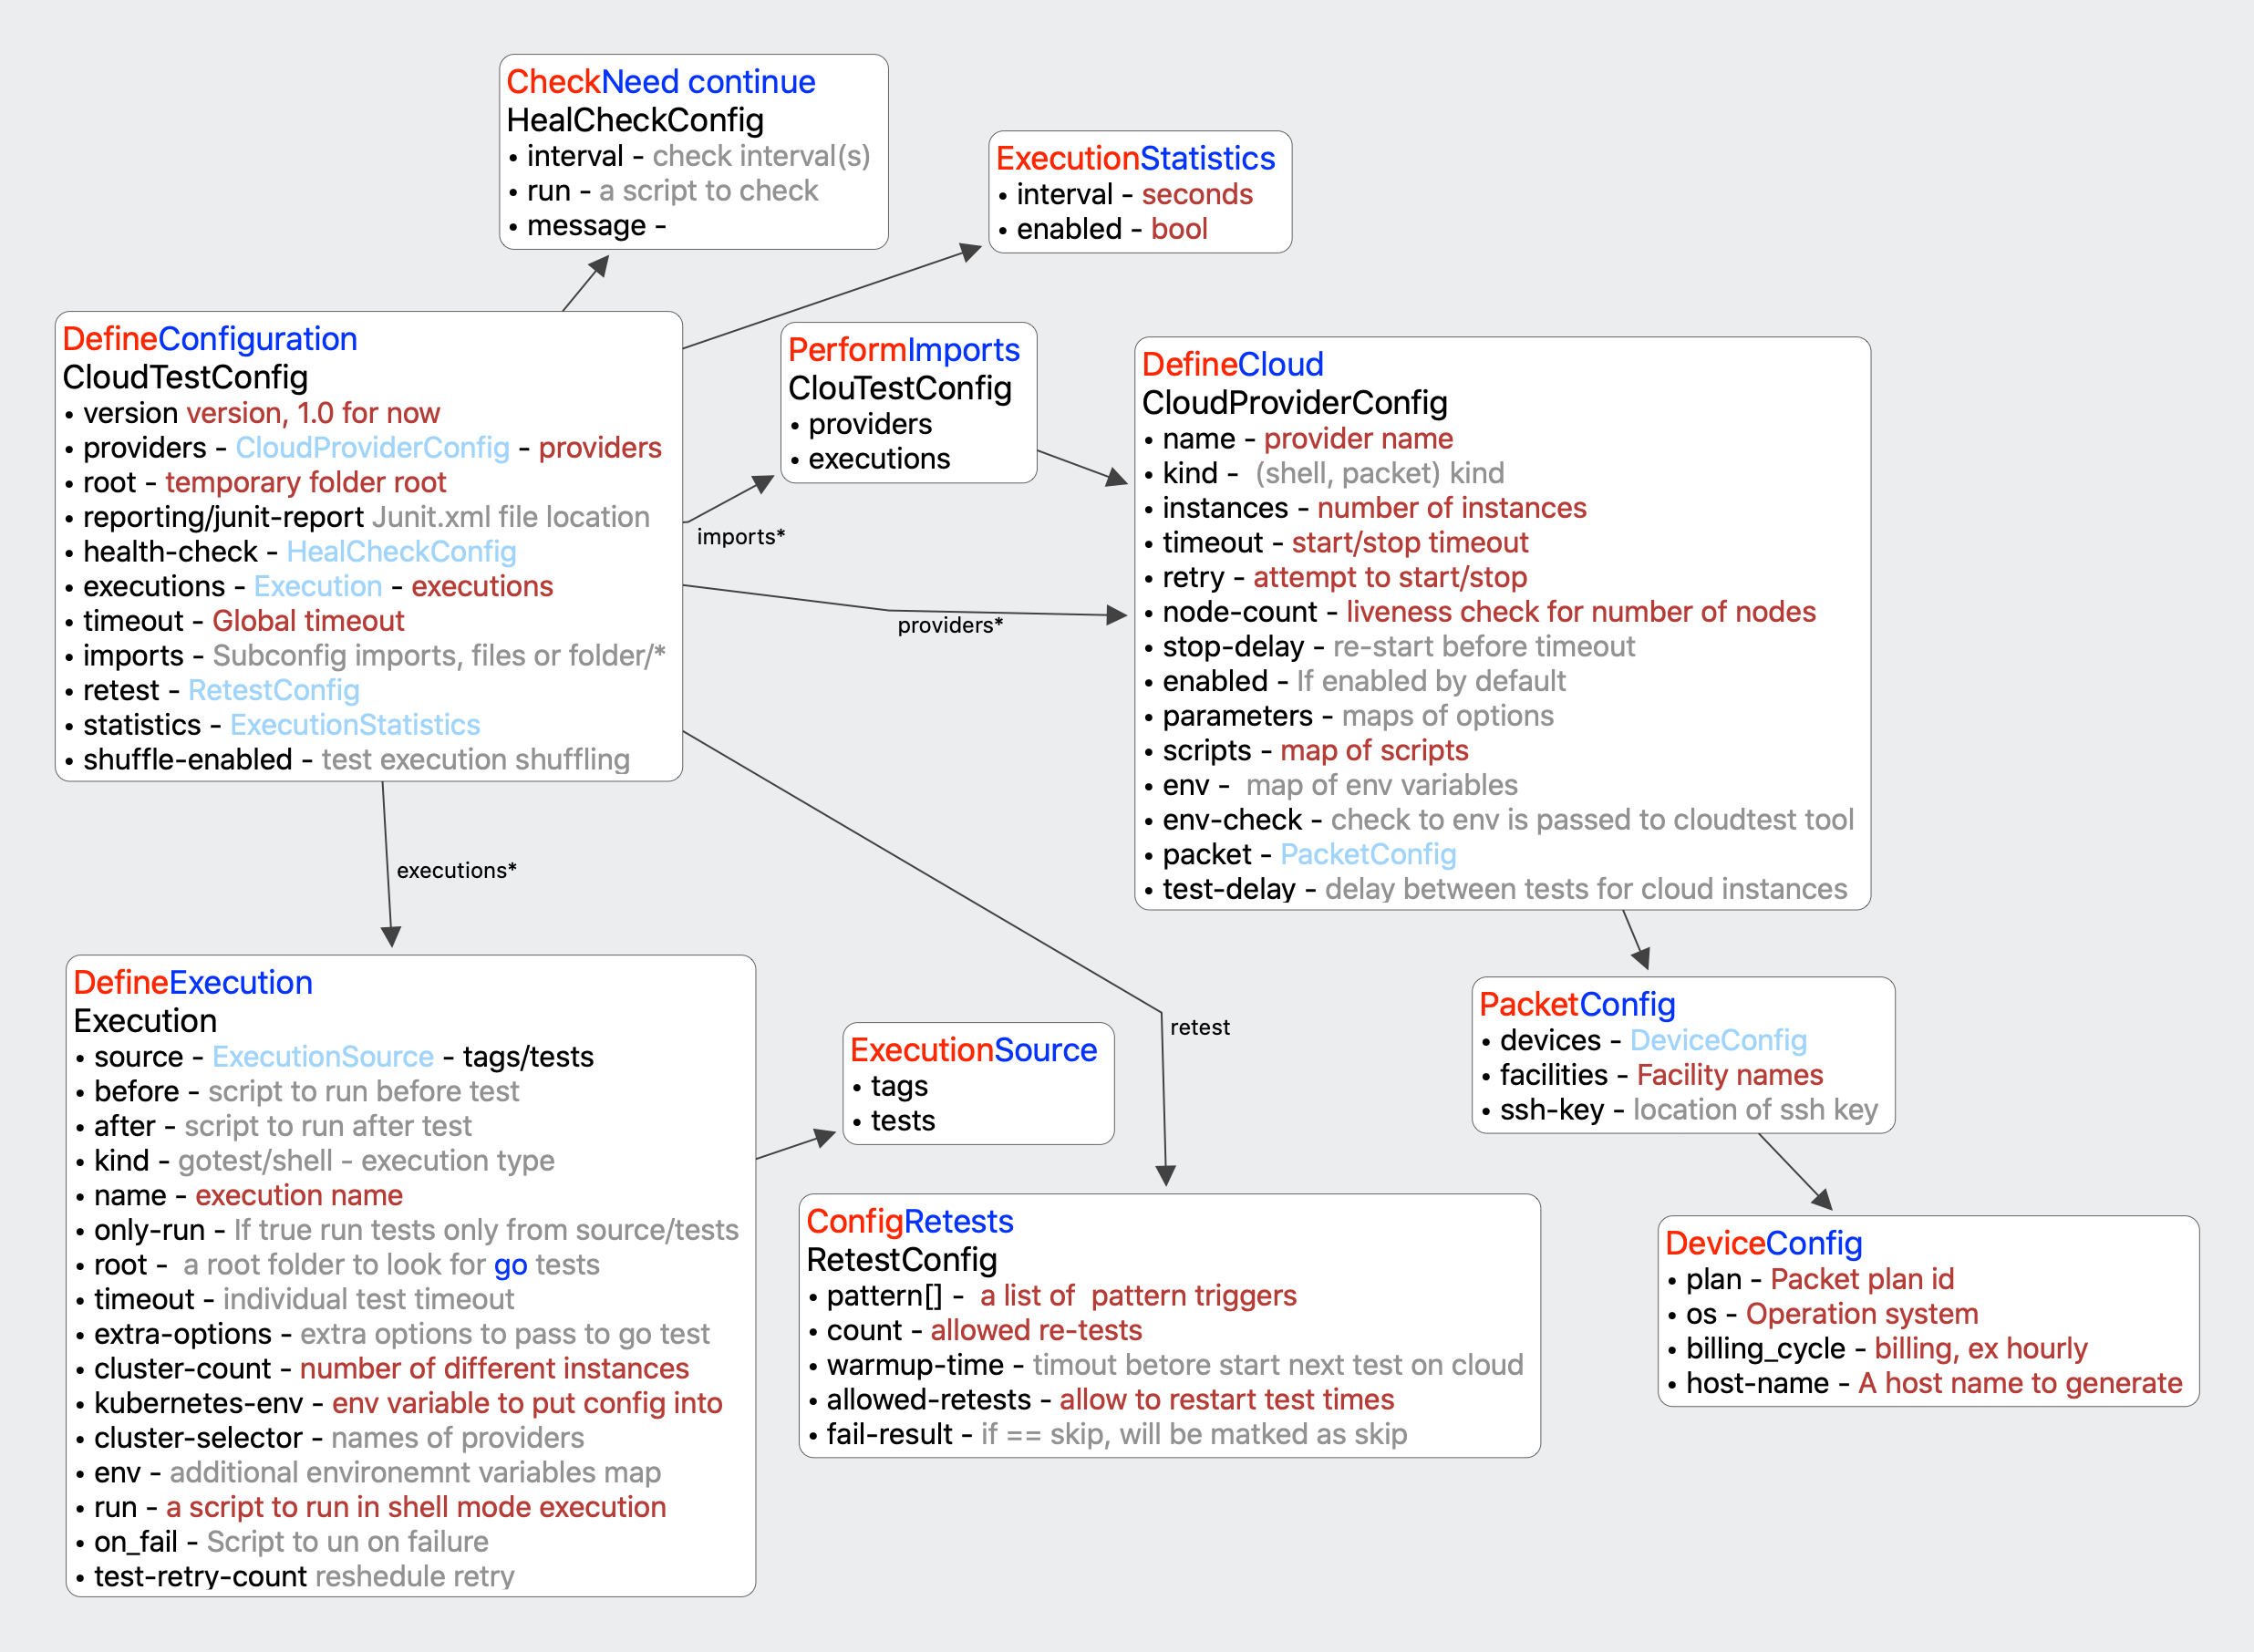 CheckNeed continue
HealCheckConfig
• interval - check interval(s)
• run - a script to check
• message -
ExecutionStatistics
• interval - seconds
• enabled - bool
DefineConfiguration
CloudTestConfig
• version version, 1.0 for now
• providers - CloudProviderConfig - providers
• root - temporary folder root
• reporting/junit-report Junit.xml file location
• health-check - HealCheckConfig
• executions - Execution - executions
• timeout - Global timeout
• imports - Subconfig imports, files or folder/*
• retest - RetestConfig
• statistics - ExecutionStatistics
• shuffle-enabled - test execution shuffling
PerformImports
ClouTestConfig
• providers
• executions
imports*
providers*
DefineCloud
CloudProviderConfig
• name - provider name
• kind - (shell, packet) kind
• instances - number of instances
• timeout - start/stop timeout
• retry - attempt to start/stop
• node-count - liveness check for number of nodes
• stop-delay - re-start before timeout
• enabled - If enabled by default
• parameters - maps of options
• scripts - map of scripts
• env - map of env variables
• env-check - check to env is passed to cloudtest tool
• packet - PacketConfig
• test-delay - delay between tests for cloud instances
executions*
DefineExecution
Execution
• source - ExecutionSource - tags/tests
• before - script to run before test
• after - script to run after test
• kind - gotest/shell - execution type
• name - execution name
• only-run - If true run tests only from source/tests
• root - a root folder to look for go tests
• timeout - individual test timeout
• extra-options - extra options to pass to go test
• cluster-count - number of different instances
• kubernetes-env - env variable to put config into
• cluster-selector - names of providers
• env - additional environemnt variables map
• run - a script to run in shell mode execution
• on_fail - Script to un on failure
• test-retry-count reshedule retry
ExecutionSource
• tags
• tests
retest
ConfigRetests
RetestConfig
• pattern[] - a list of pattern triggers
• count - allowed re-tests
• warmup-time - timout betore start next test on cloud
• allowed-retests - allow to restart test times
• fail-result - if == skip, will be matked as skip
PacketConfig
• devices - DeviceConfig
• facilities - Facility names
• ssh-key - location of ssh key
DeviceConfig
• plan - Packet plan id
• os - Operation system
• billing_cycle - billing, ex hourly
• host-name - A host name to generate